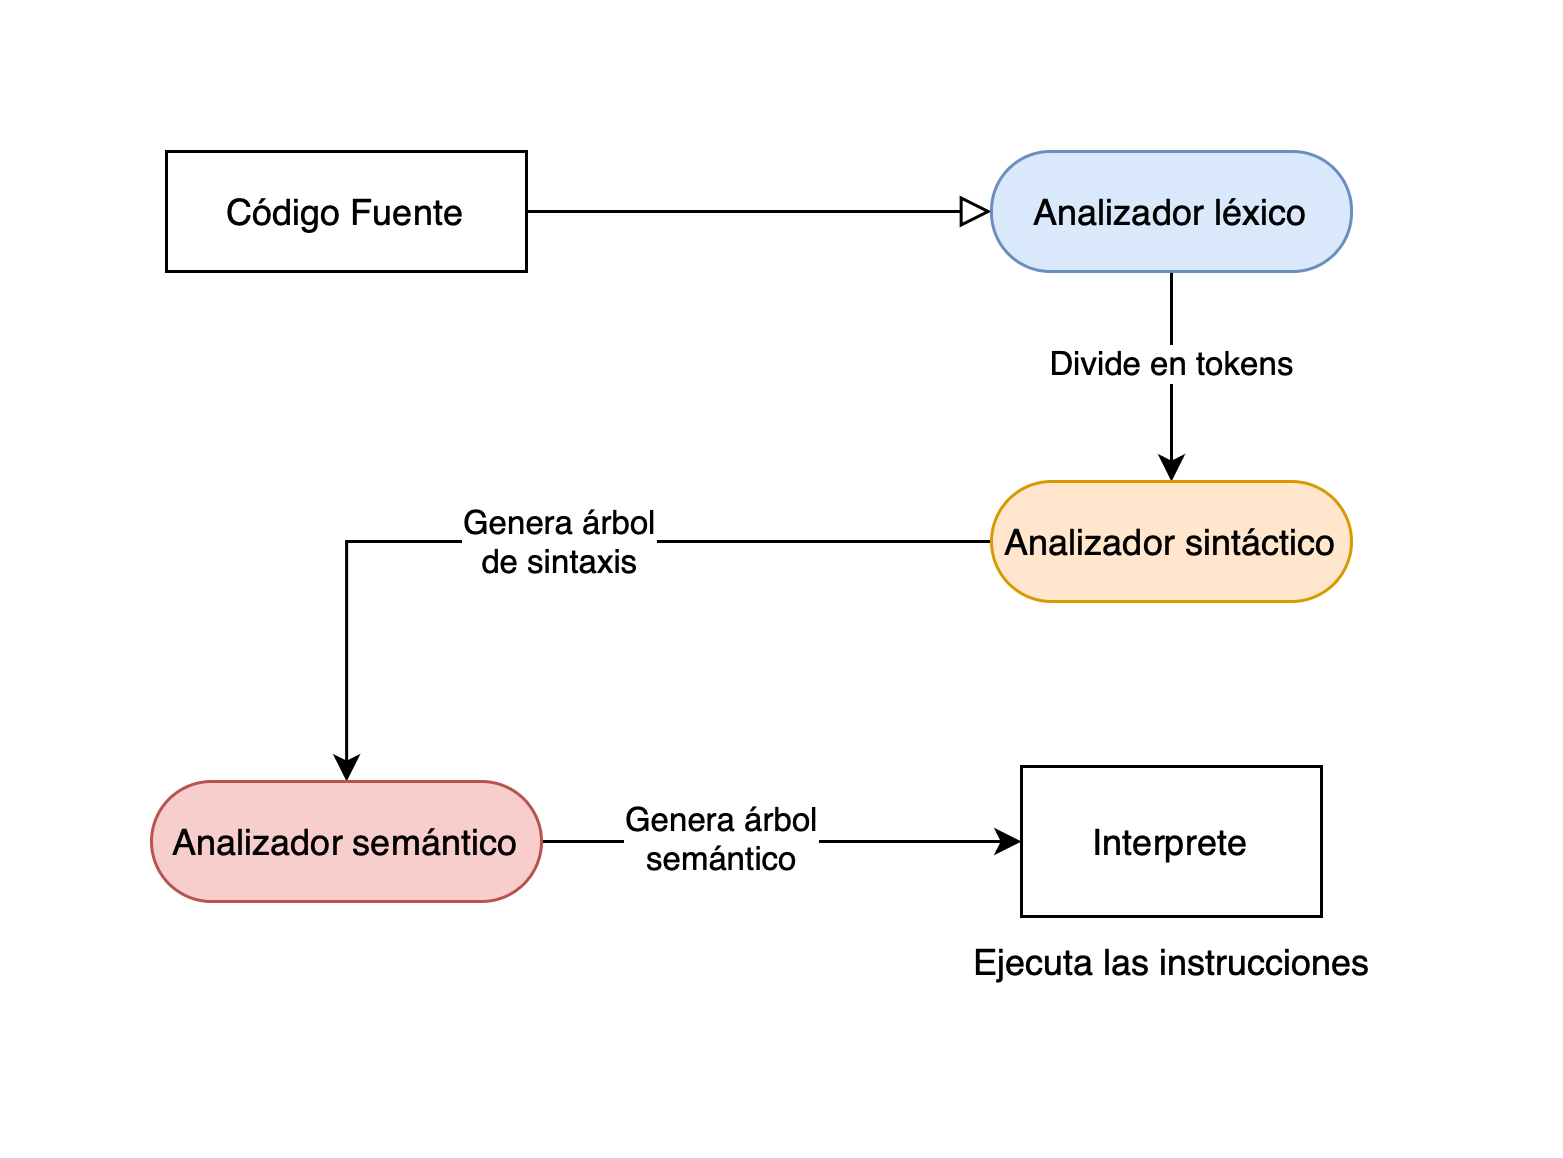 Código Fuente
Analizador léxico
Divide en tokens
Analizador sintáctico
Genera árbol
de sintaxis
Analizador semántico
Genera árbol
semántico
Interprete
Ejecuta las instrucciones